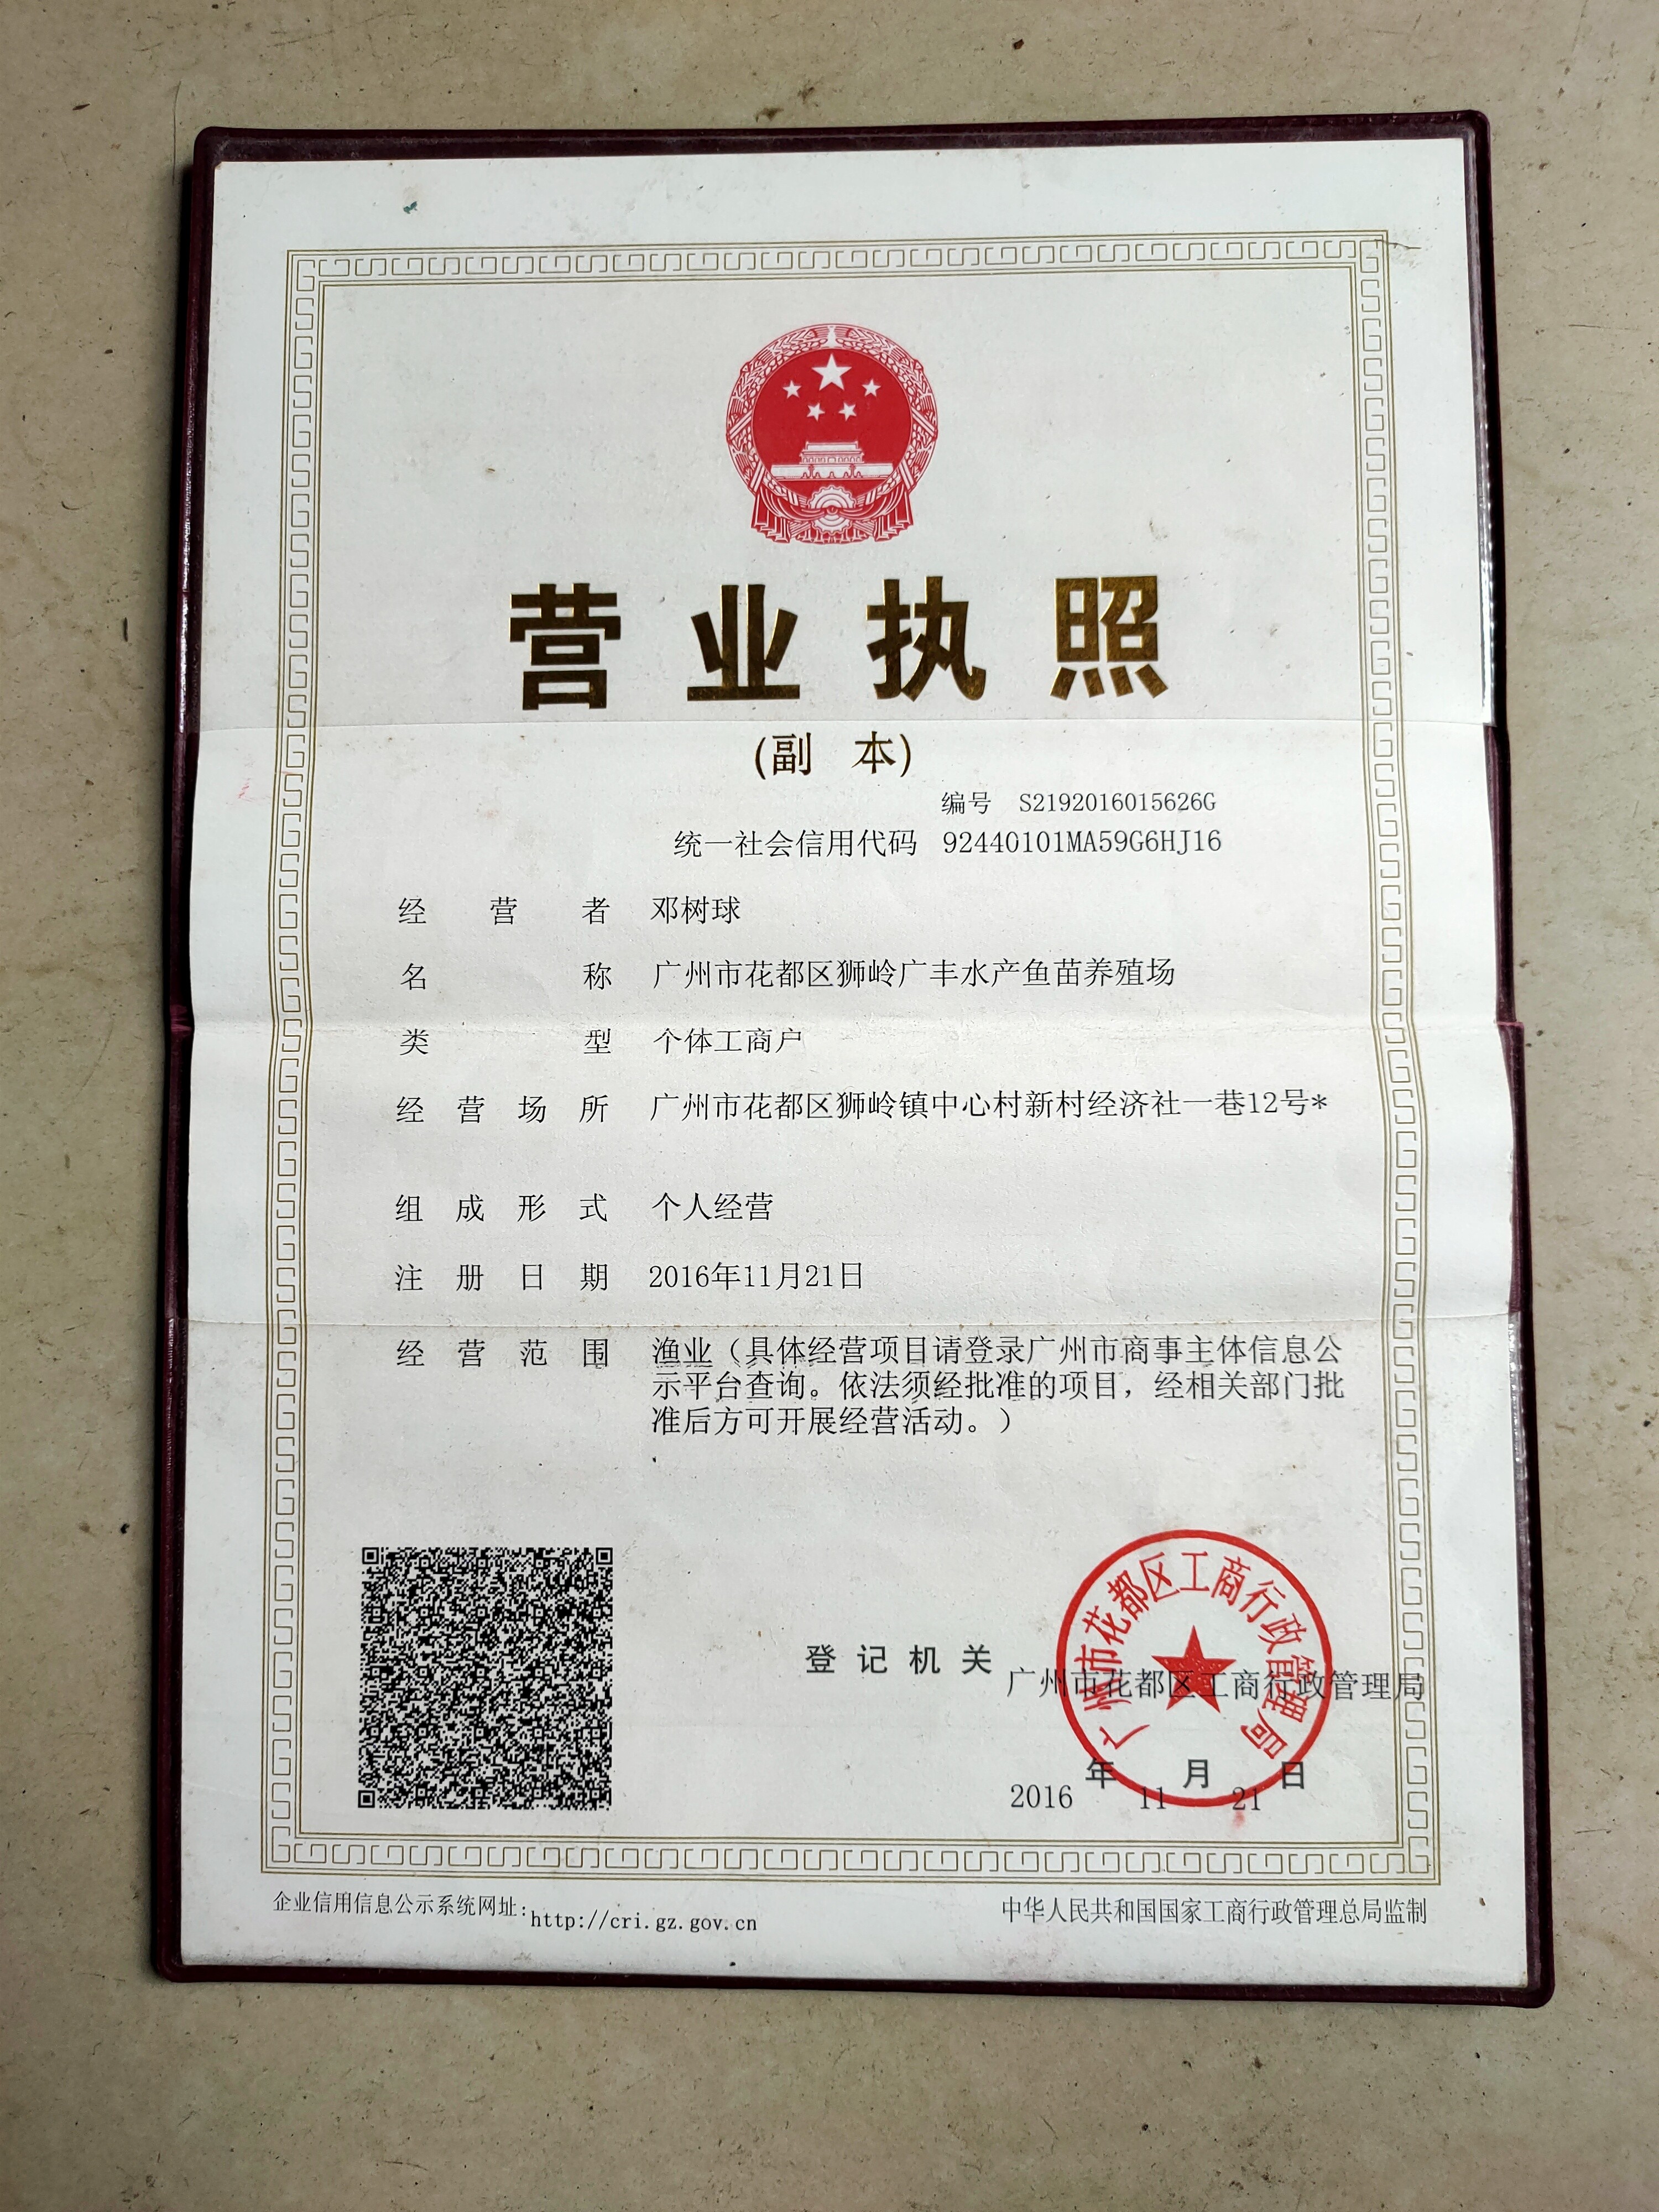 营业执照
(副 本)
编号 S2192016015626G
统一社会信用代码 92440101MA59G6HJ16
经营者 邓树球
名称 广州市花都区狮岭广丰水产鱼苗养殖场
类型 个体工商户
经营场所 广州市花都区狮岭镇中心村新村经济社一巷12号*
组成形式 个人经营
注册日期 2016年11月21日
经营范围 渔业（具体经营项目请登录广州市商事主体信息公
示平台查询。依法须经批准的项目，经相关部门批
准后方可开展经营活动。）
登记机关
广州市花都区工商行政管理局
广州市花都区工商行政管理局
年 月 日
2016 11 21
企业信用信息公示系统网址:http://cri.gz.gov.cn
中华人民共和国国家工商行政管理总局监制